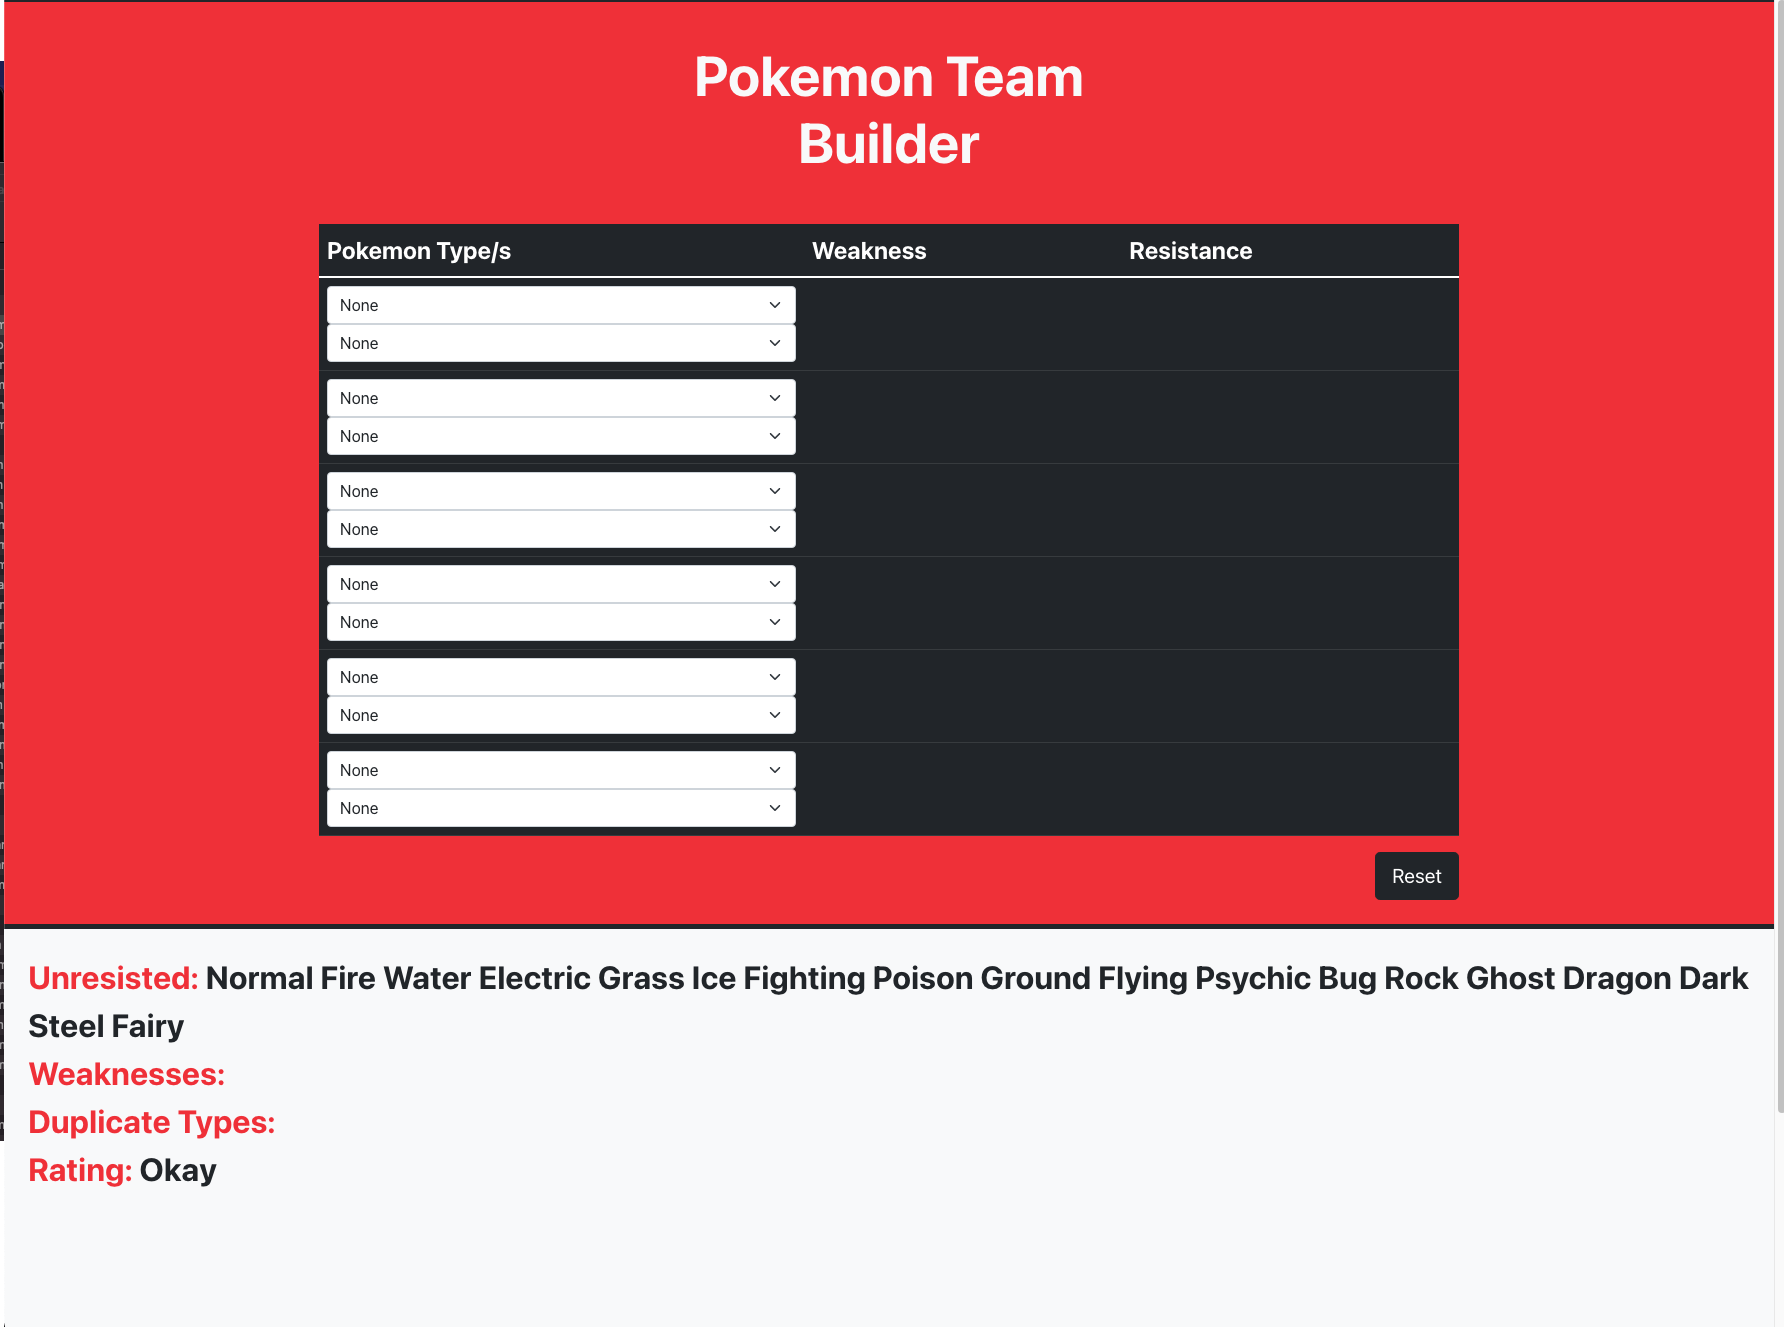 Pokemon Team
Builder
Pokemon Type/s Weakness Resistance
None
None
None
None
None
None
None
None
None
None
None
None
Reset
Unresisted: Normal Fire Water Electric Grass Ice Fighting Poison Ground Flying Psychic Bug Rock Ghost Dragon Dark
Steel Fairy
Weaknesses:
Duplicate Types:
Rating: Okay